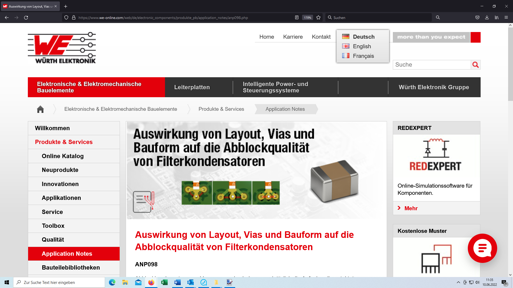 Auswirkung von Layout, Vias und B
https://www.we-online.com/web/de/electronic_components/produkte_pb/application_notes/anp098.php
Suchen
Home
Karriere
Kontakt
Deutsch
English
Français
more than you expect
WE
WÜRTH ELEKTRONIK
Suche
Elektronische & Elektromechanische Bauelemente
Leiterplatten
Intelligente Power- und Steuerungssysteme
Würth Elektronik Gruppe
Elektronische & Elektromechanische Bauelemente
Produkte & Services
Application Notes
Willkommen
Produkte & Services
Online Katalog
Neuprodukte
Innovationen
Applikationen
Service
Toolbox
Qualität
Application Notes
Bauteilebibliotheken
Auswirkung von Layout, Vias und
Bauform auf die Abblockqualität
von Filterkondensatoren
Auswirkung von Layout, Vias und Bauform auf die
Abblockqualität von Filterkondensatoren
ANP098
REDEXPERT
REDEXPERT
Online-Simulationssoftware für
Komponenten.
Mehr
Kostenlose Muster
Zur Suche Text hier eingeben